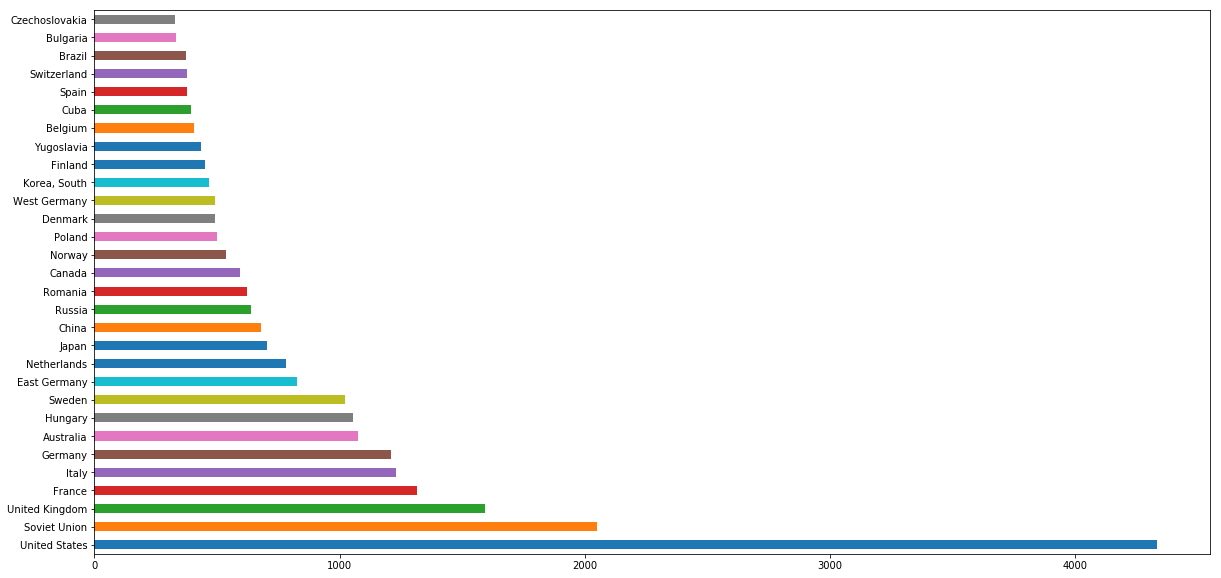 Czechoslovakia
Bulgaria
Brazil
Switzerland
Spain
Cuba
Belgium
Yugoslavia
Finland
Korea, South
West Germany
Denmark
Poland
Norway
Canada
Romania
Russia
China
Japan
Netherlands
East Germany
Sweden
Hungary
Australia
Germany
Italy
France
United Kingdom
Soviet Union
United States
0 1000 2000 3000 4000